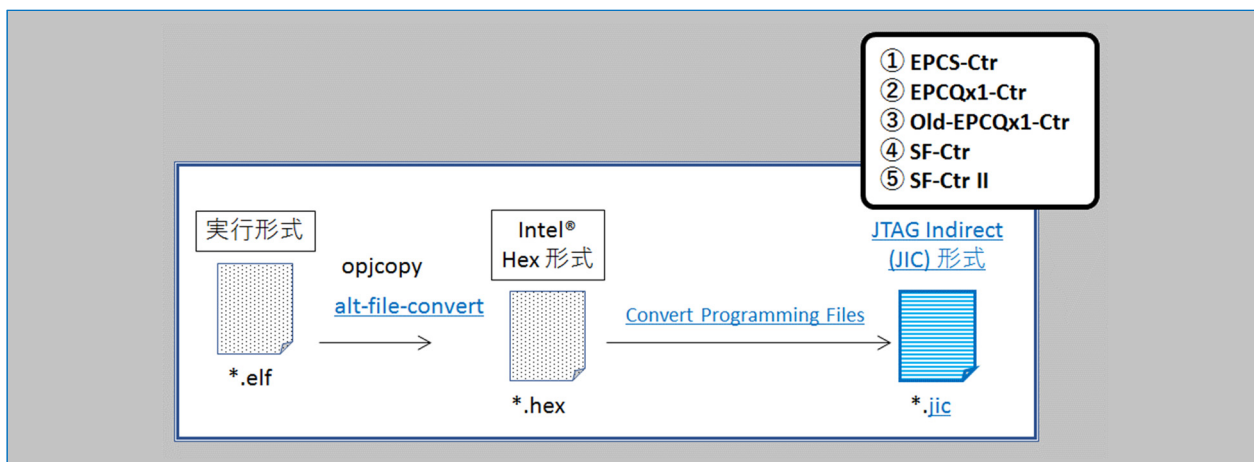 ① EPCS-Ctr
② EPCQx1-Ctr
③ Old-EPCQx1-Ctr
④ SF-Ctr
⑤ SF-Ctr II
実行形式
*.elf
opjcopy
alt-file-convert
Intel®
Hex 形式
*.hex
Convert Programming Files
JTAG Indirect
(JIC) 形式
*.jic